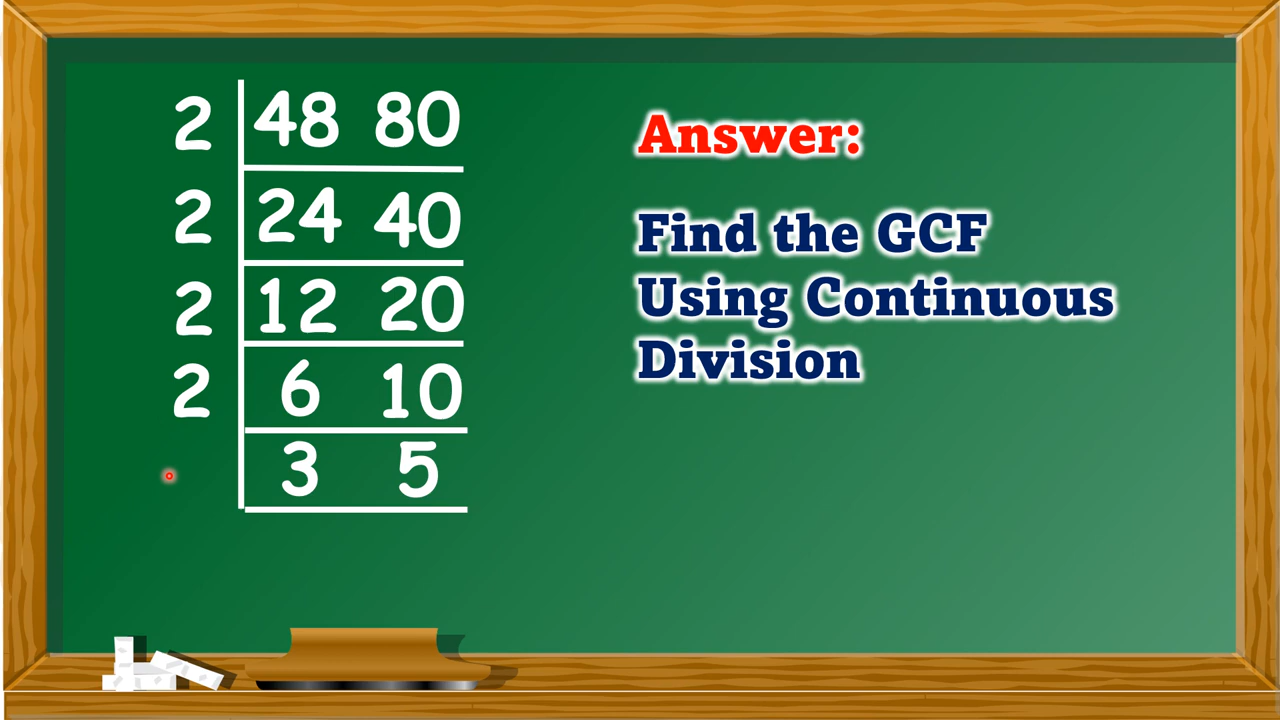 2 48 80
2 24 40
2 12 20
2 6 10
3 5
Answer:
Find the GCF
Using Continuous
Division